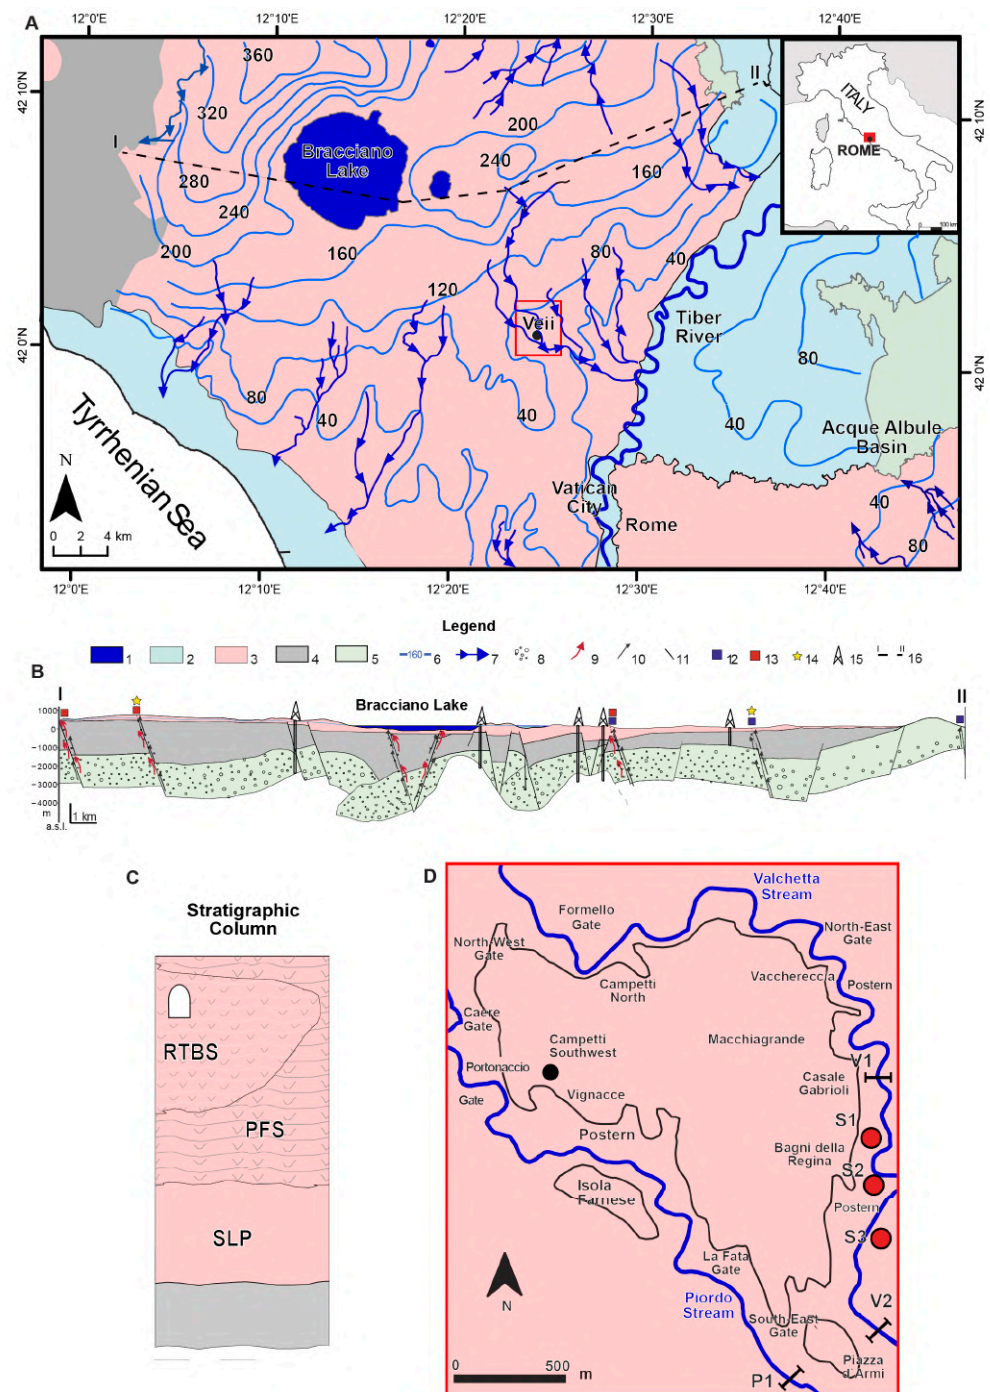 A
12°0'E
12°10'E
12°20'E
12°30'E
12°40'E
42°10'N
42°10'N
42°0'N
42°0'N
360
320
280
240
200
160
120
80
40
I
II
Bracciano
Lake
200
240
160
80
40
Veii
40
Tiber
River
80
40
Acque Albule
Basin
40
80
Vatican
City
Rome
Tyrrhenian Sea
N
0 2 4 km
ITALY
ROME
0 100 km
12°0'E
12°10'E
12°20'E
12°30'E
12°40'E
Legend
1 2 3 4 5 160 6 7 8 9 10 11 12 13 14 15 I II 16
B
I
Bracciano Lake
II
1000
0
−1000
−2000
−3000
−4000
m
a.s.l.
1 km
C
Stratigraphic
Column
RTBS
PFS
SLP
D
Valchetta
Stream
Formello
Gate
North-East
Gate
North-West
Gate
Campetti
North
Vacchereccia
Postern
Caere
Gate
Campetti
Southwest
Macchiagrande
V1
Portonaccio
Gate
Vignacce
Casale
Gabrioli
S1
Postern
Bagni della
Regina
S2
Isola
Farnese
Postern
S3
La Fata
Gate
N
Piordo
Stream
V2
South-East
Gate
Piazza
d'Armi
0 500 m
P1